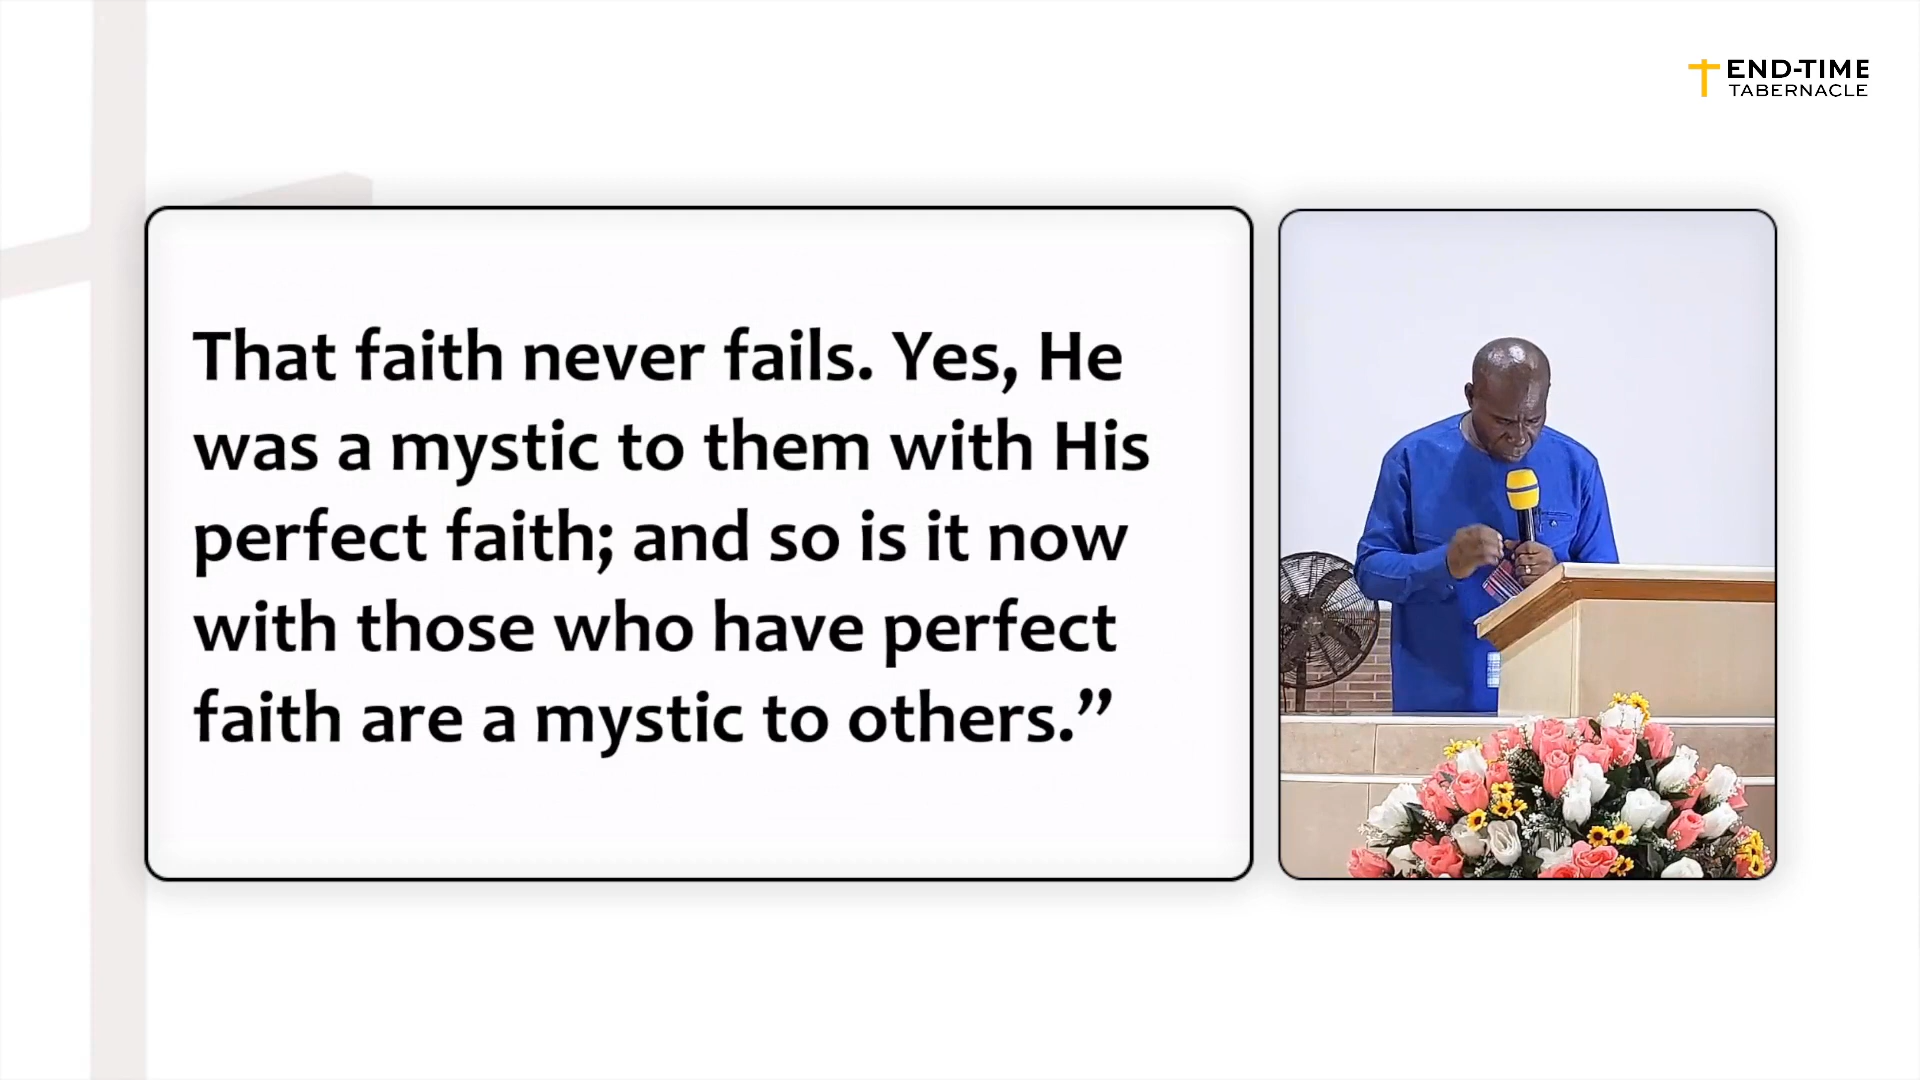 END-TIME
TABERNACLE
That faith never fails. Yes, He
was a mystic to them with His
perfect faith; and so is it now
with those who have perfect
faith are a mystic to others.”